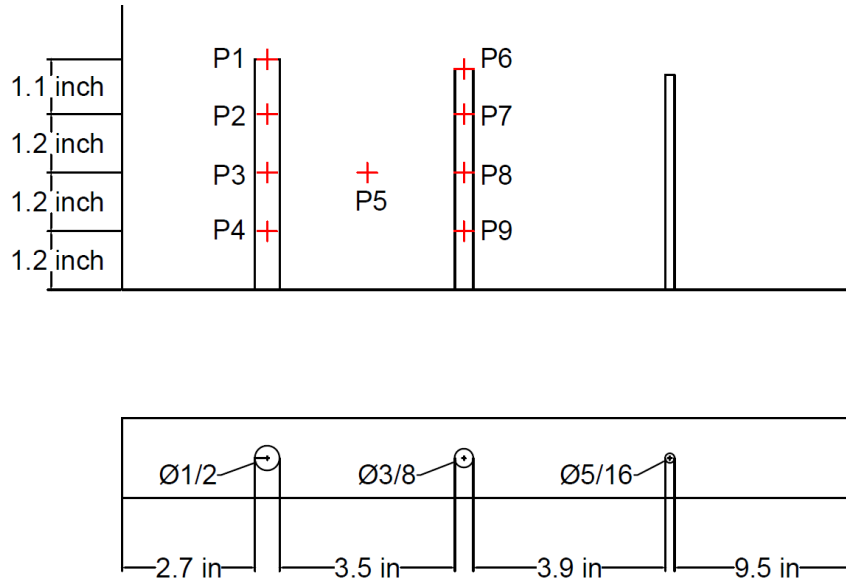 P1
P6
1.1 inch
P2
P7
1.2 inch
P3
P8
P5
1.2 inch
P4
P9
1.2 inch
Ø1/2
Ø3/8
Ø5/16
2.7 in
3.5 in
3.9 in
9.5 in